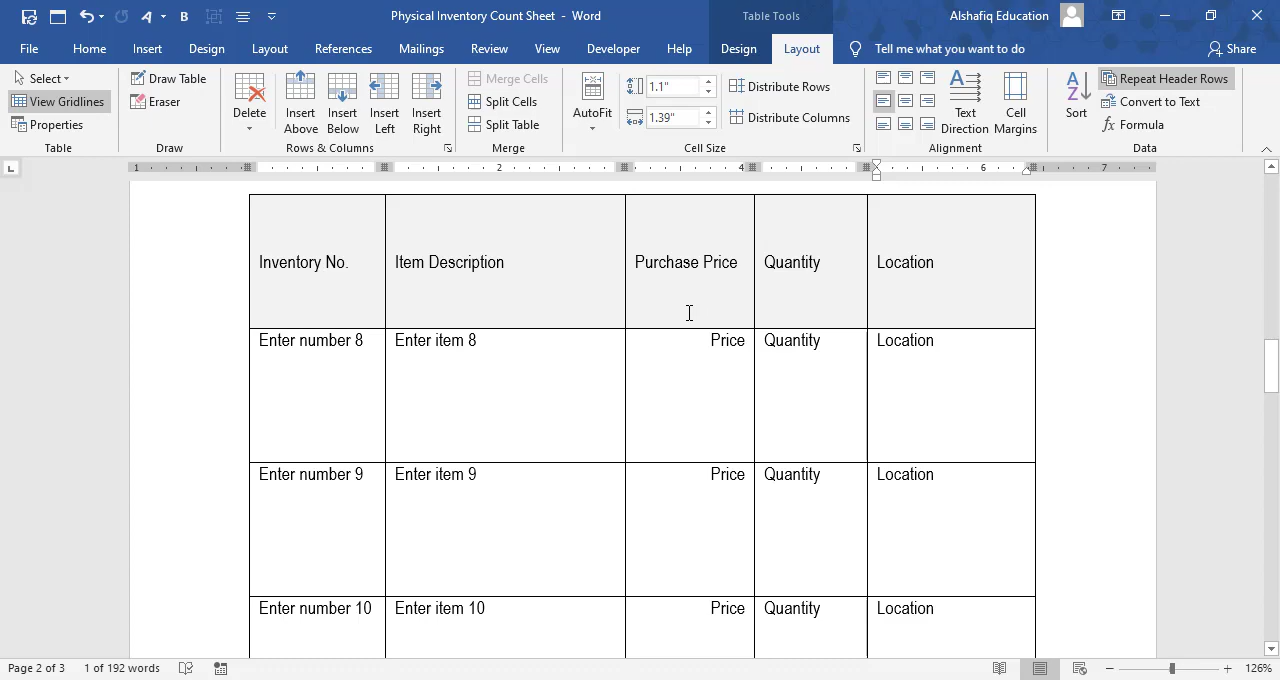 Physical Inventory Count Sheet - Word
Table Tools
Alshafiq Education
File Home Insert Design Layout References Mailings Review View Developer Help Design Layout Tell me what you want to do Share
Select
View Gridlines
Properties
Table
Draw Table
Eraser
Draw
Delete
Insert Above
Insert Below
Insert Left
Insert Right
Rows & Columns
Merge Cells
Split Cells
Split Table
Merge
AutoFit
1.1"
1.39"
Distribute Rows
Distribute Columns
Cell Size
Text Direction
Cell Margins
Alignment
Sort
Repeat Header Rows
Convert to Text
fx Formula
Data
1 2 4 6 7
Inventory No. Item Description Purchase Price Quantity Location
Enter number 8 Enter item 8 Price Quantity Location
Enter number 9 Enter item 9 Price Quantity Location
Enter number 10 Enter item 10 Price Quantity Location
Page 2 of 3 1 of 192 words 126%